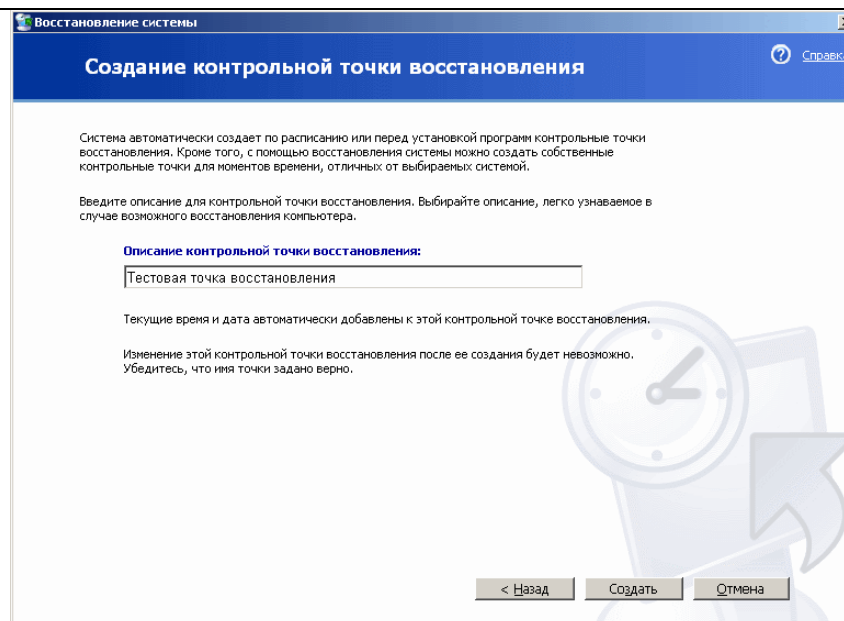 Восстановление системы
Создание контрольной точки восстановления
Справка
Система автоматически создает по расписанию или перед установкой программ контрольные точки
восстановления. Кроме того, с помощью восстановления системы можно создать собственные
контрольные точки для моментов времени, отличных от выбираемых системой.
Введите описание для контрольной точки восстановления. Выбирайте описание, легко узнаваемое в
случае возможного восстановления компьютера.
Описание контрольной точки восстановления:
Тестовая точка восстановления
Текущие время и дата автоматически добавлены к этой контрольной точке восстановления.
Изменение этой контрольной точки восстановления после ее создания будет невозможно.
Убедитесь, что имя точки задано верно.
< Назад
Создать
Отмена